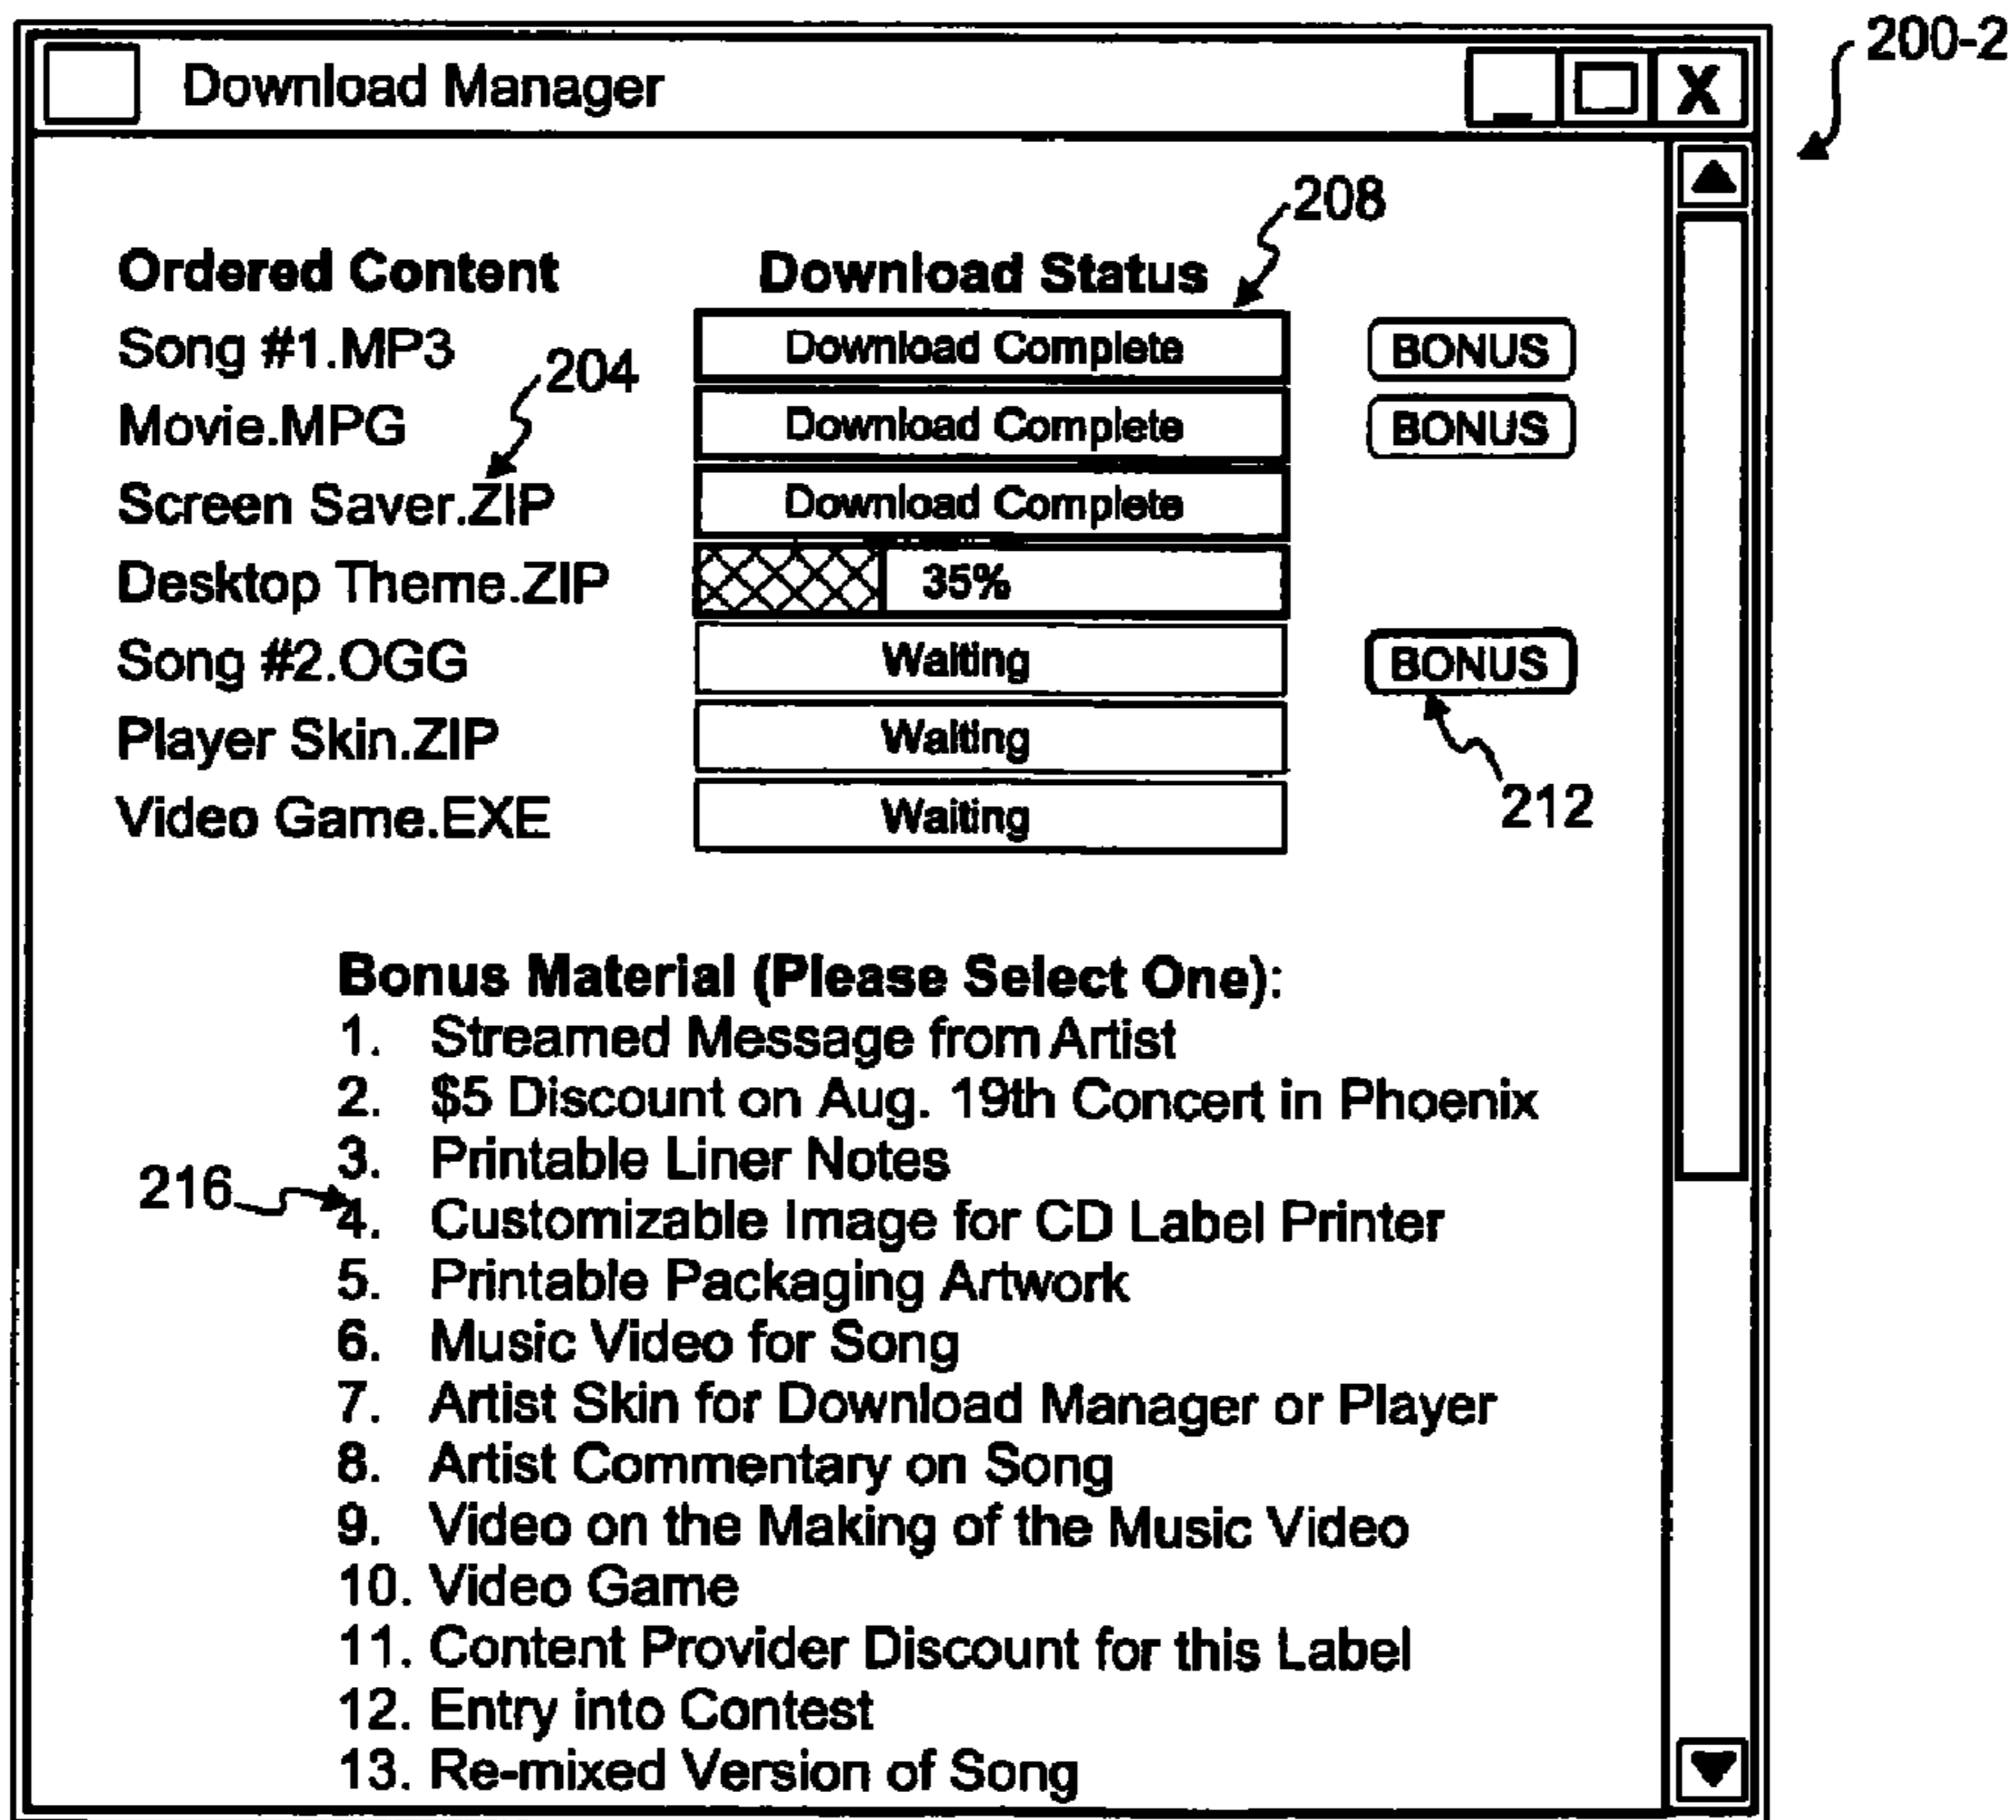 200-2
Download Manager X
208
Ordered Content Download Status
Song #1.MP3 Download Complete BONUS
204
Movie.MPG Download Complete BONUS
Screen Saver.ZIP Download Complete
Desktop Theme.ZIP 35%
Song #2.OGG Waiting BONUS
Player Skin.ZIP Waiting
212
Video Game.EXE Waiting
Bonus Material (Please Select One):
1. Streamed Message from Artist
2. $5 Discount on Aug. 19th Concert in Phoenix
3. Printable Liner Notes
216
4. Customizable Image for CD Label Printer
5. Printable Packaging Artwork
6. Music Video for Song
7. Artist Skin for Download Manager or Player
8. Artist Commentary on Song
9. Video on the Making of the Music Video
10. Video Game
11. Content Provider Discount for this Label
12. Entry into Contest
13. Re-mixed Version of Song